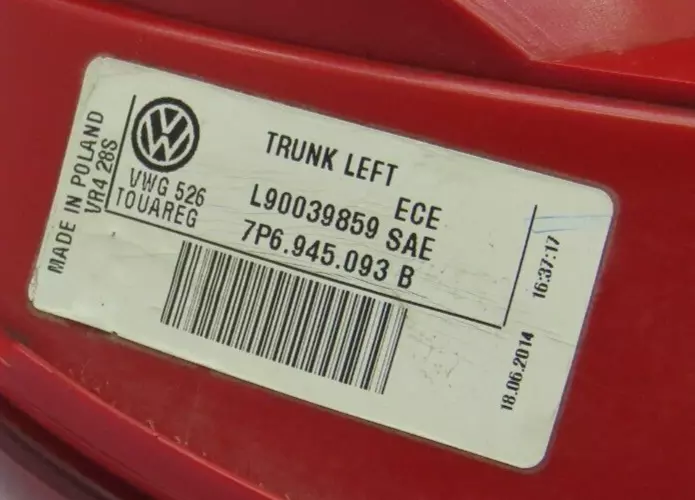 MADE IN POLAND
VR4 28S
VWG 526
TOUAREG
TRUNK LEFT
ECE
L90039859 SAE
7P6.945.093 B
18.06.2014 16:37:17